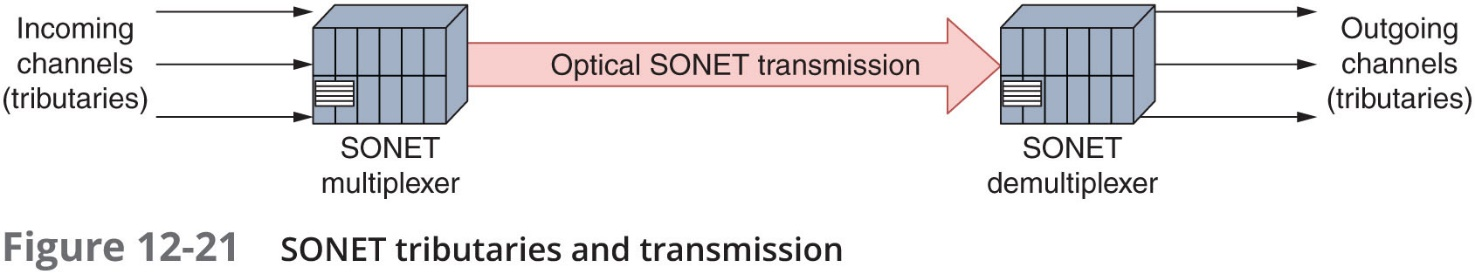 Incoming
channels
(tributaries)
Optical SONET transmission
Outgoing
channels
(tributaries)
SONET
multiplexer
SONET
demultiplexer
Figure 12-21 SONET tributaries and transmission